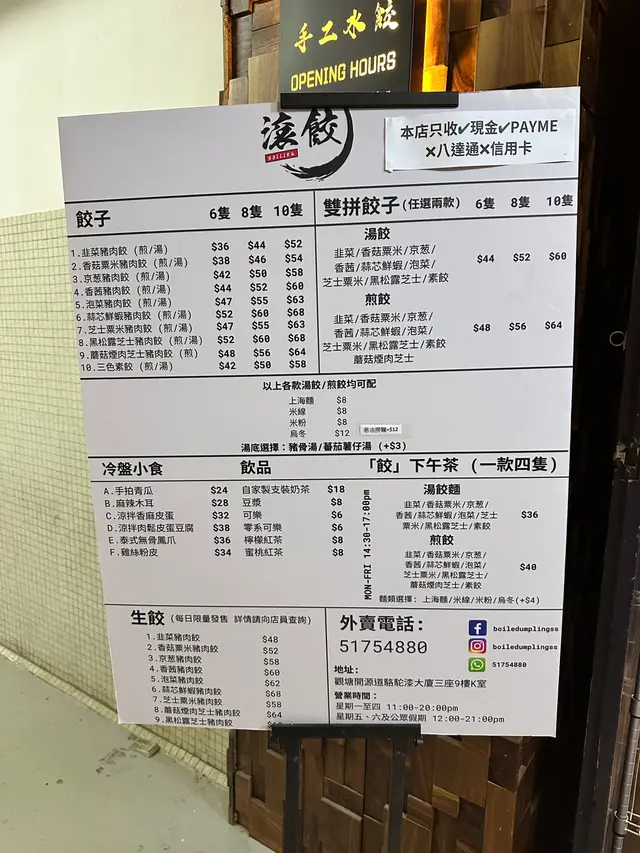 手工水餃
OPENING HOURS
滾餃
BOILING
本店只收✓現金✓PAYME
×八達通×信用卡
餃子 6隻 8隻 10隻
1.韭菜豬肉餃 (煎/湯) $36 $44 $52
2.香菇粟米豬肉餃 (煎/湯) $38 $46 $54
3.京葱豬肉餃 (煎/湯) $42 $50 $58
4.香茜豬肉餃 (煎/湯) $44 $52 $60
5.泡菜豬肉餃 (煎/湯) $47 $55 $63
6.蒜芯鮮蝦豬肉餃 (煎/湯) $52 $60 $68
7.芝士粟米豬肉餃 (煎/湯) $47 $55 $63
8.黑松露芝士豬肉餃 (煎/湯) $52 $60 $68
9.蘑菇煙肉芝士豬肉餃 (煎) $48 $56 $64
10.三色素餃 (煎/湯) $42 $50 $58
雙拼餃子 (任選兩款) 6隻 8隻 10隻
湯餃
韭菜/香菇粟米/京葱/
香茜/蒜芯鮮蝦/泡菜/
芝士粟米/黑松露芝士/素餃
$44 $52 $60
煎餃
韭菜/香菇粟米/京葱/
香茜/蒜芯鮮蝦/泡菜/
芝士粟米/黑松露芝士/素餃
蘑菇煙肉芝士
$48 $56 $64
以上各款湯餃/煎餃均可配
上海麵 $8
米線 $8
米粉 $8
烏冬 $12
蔥油撈麵+$12
湯底選擇：豬骨湯/蕃茄薯仔湯 (+$3)
冷盤小食
A.手拍青瓜 $24
B.麻辣木耳 $28
C.涼拌香麻皮蛋 $32
D.涼拌肉鬆皮蛋豆腐 $38
E.泰式無骨鳳爪 $36
F.雞絲粉皮 $34
飲品
自家製支裝奶茶 $18
豆漿 $8
可樂 $6
零系可樂 $6
檸檬紅茶 $8
蜜桃紅茶 $8
「餃」下午茶 (一款四隻)
MON-FRI 14:30-17:00pm
湯餃麵
韭菜/香菇粟米/京葱/
香茜/蒜芯鮮蝦/泡菜/芝士
粟米/黑松露芝士/素餃
$36
煎餃
韭菜/香菇粟米/京葱/
香茜/蒜芯鮮蝦/泡菜/
芝士粟米/黑松露芝士/
蘑菇煙肉芝士/素餃
$40
麵類選擇：上海麵/米線/米粉/烏冬(+$4)
生餃 (每日限量發售 詳情請向店員查詢)
1.韭菜豬肉餃 $48
2.香菇粟米豬肉餃 $52
3.京葱豬肉餃 $58
4.香茜豬肉餃 $60
5.泡菜豬肉餃 $62
6.蒜芯鮮蝦豬肉餃 $68
7.芝士粟米豬肉餃 $58
8.蘑菇煙肉芝士豬肉餃 $64
9.黑松露芝士豬肉餃
外賣電話：
51754880
boiledumplingss
boiledumplingss
51754880
地址：
觀塘開源道駱駝漆大廈三座9樓K室
營業時間：
星期一至四 11:00-20:00pm
星期五、六及公眾假期 12:00-21:00pm